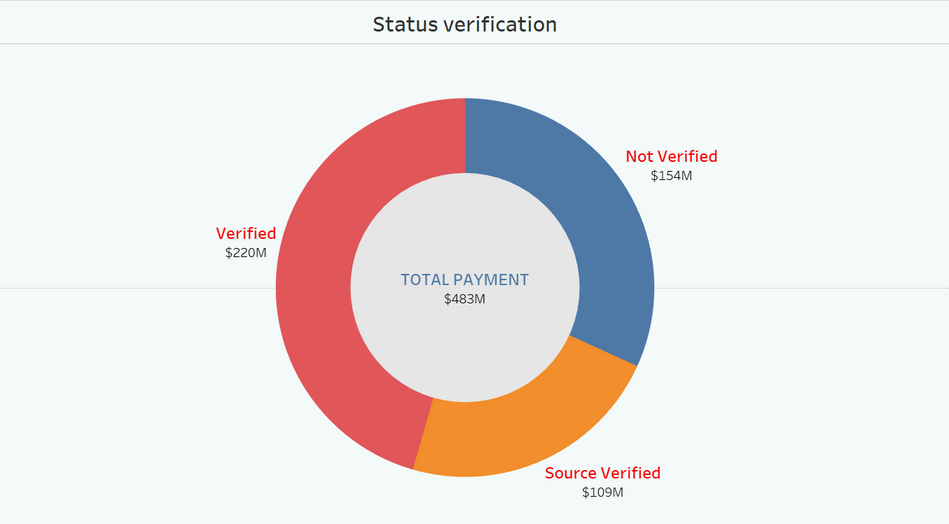 Status verification
Not Verified
$154M
Verified
$220M
TOTAL PAYMENT
$483M
Source Verified
$109M